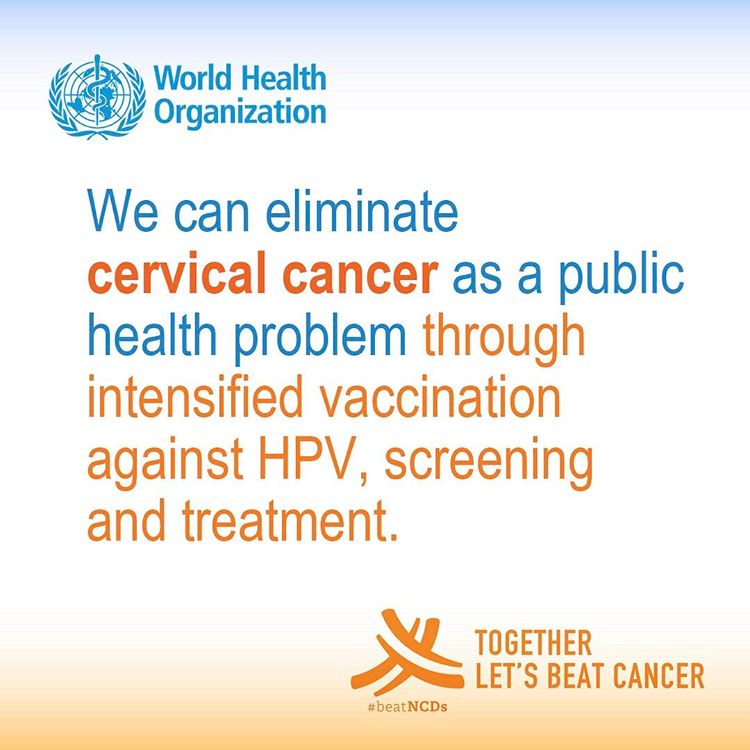 World Health
Organization
We can eliminate
cervical cancer as a public
health problem through
intensified vaccination
against HPV, screening
and treatment.
TOGETHER
LET'S BEAT CANCER
#beatNCDs